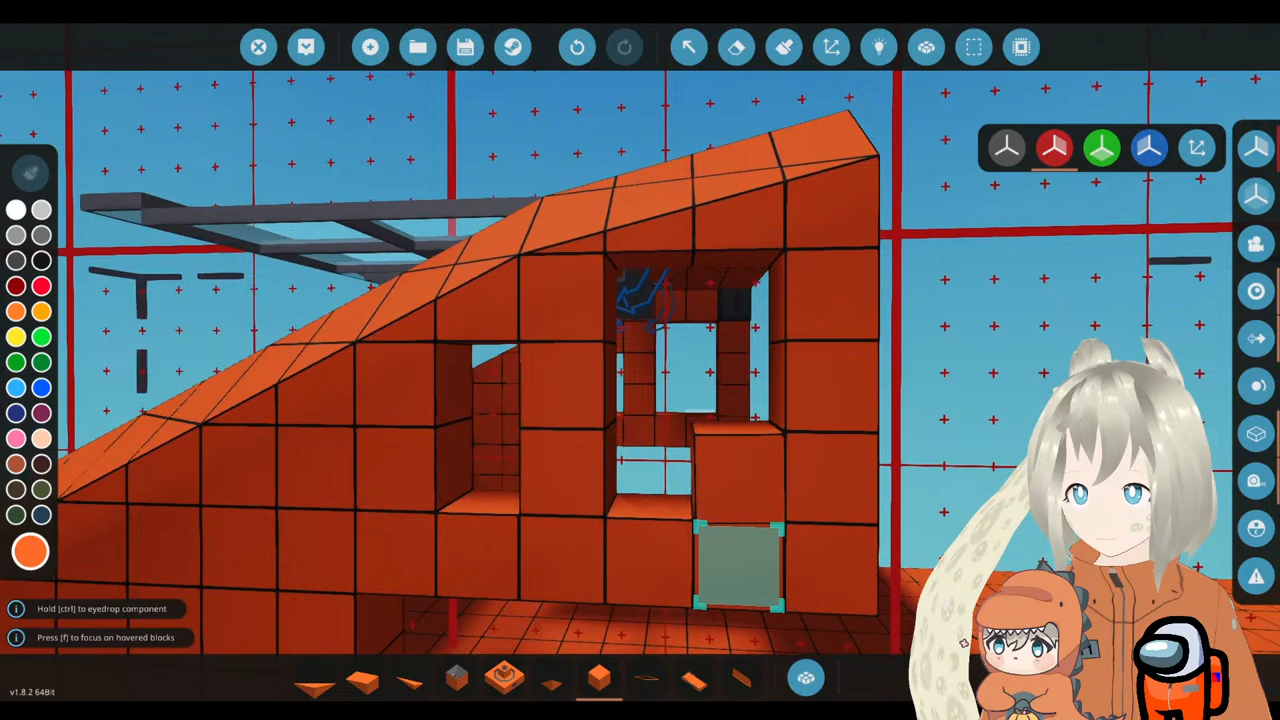 Hold [ctrl] to eyedrop component
Press [f] to focus on hovered blocks
v1.8.2 64Bit